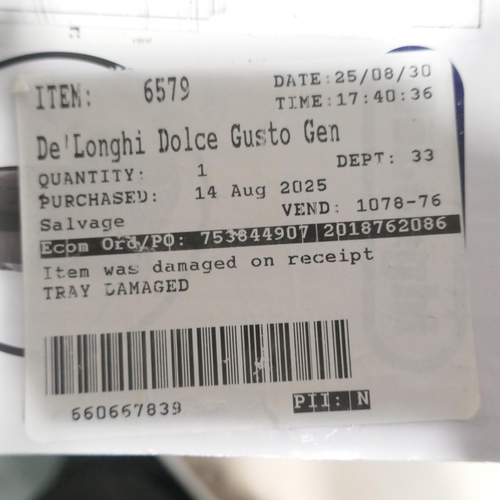 ITEM: 6579 DATE:25/08/30
TIME:17:40:36
De'Longhi Dolce Gusto Gen
QUANTITY: 1 DEPT: 33
PURCHASED: 14 Aug 2025
Salvage VEND: 1078-76
Ecom Ord/PO: 753844907 2018762086
Item was damaged on receipt
TRAY DAMAGED
660667839 PII: N